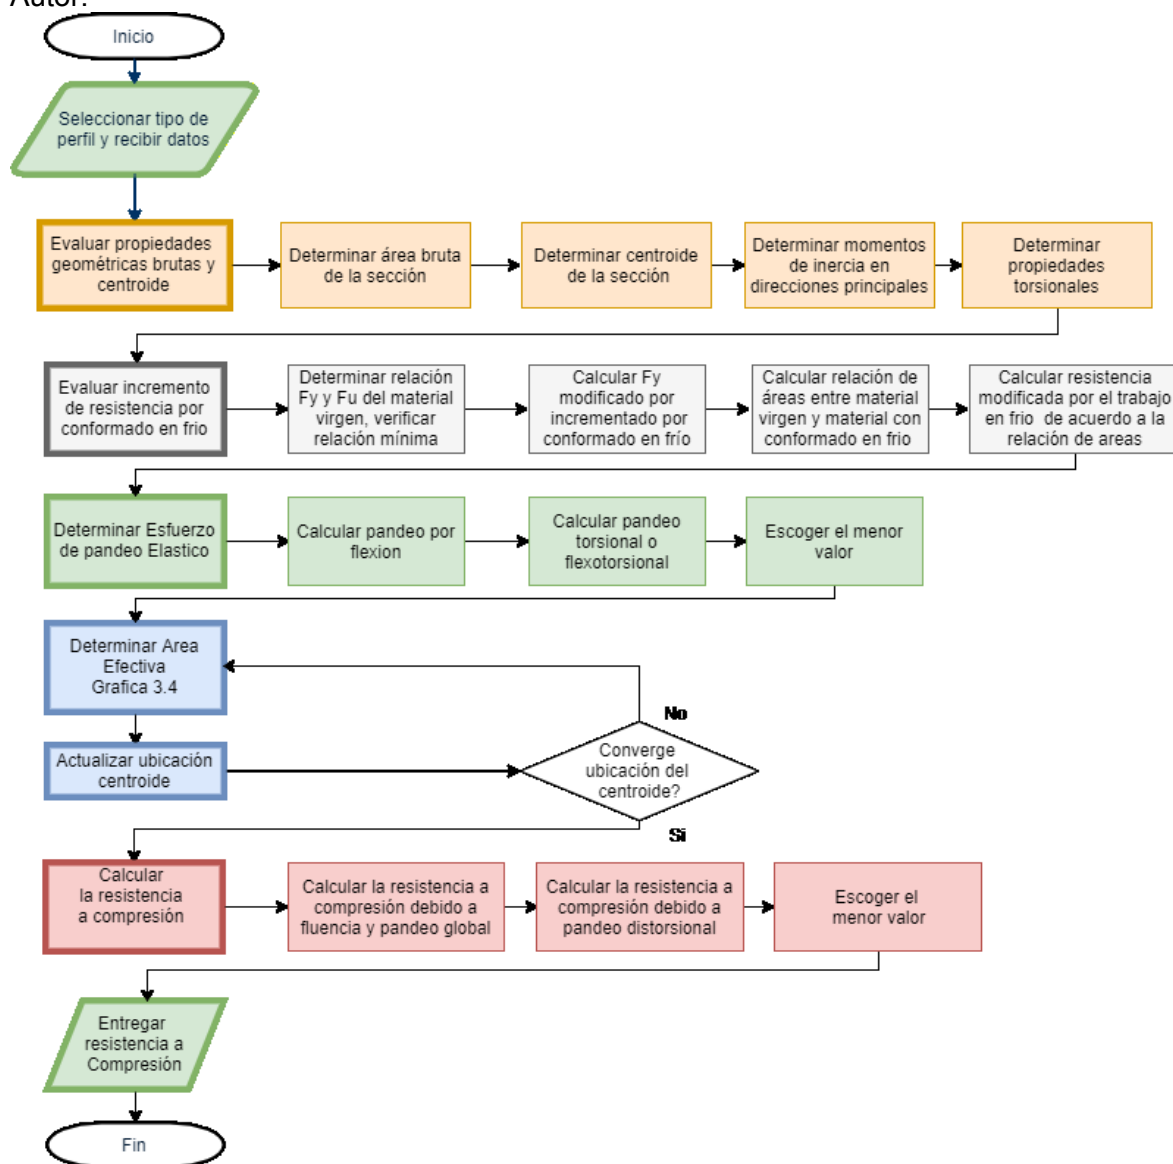 Autor:
Inicio
Seleccionar tipo de
perfil y recibir datos
Evaluar propiedades
geométricas brutas y
centroide
Determinar área bruta
de la sección
Determinar centroide
de la sección
Determinar momentos
de inercia en
direcciones principales
Determinar
propiedades
torsionales
Evaluar incremento
de resistencia por
conformado en frio
Determinar relación
Fy y Fu del material
virgen, verificar
relación mínima
Calcular Fy
modificado por
incrementado por
conformado en frío
Calcular relación de
áreas entre material
virgen y material con
conformado en frio
Calcular resistencia
modificada por el trabajo
en frio de acuerdo a la
relación de areas
Determinar Esfuerzo
de pandeo Elastico
Calcular pandeo por
flexion
Calcular pandeo
torsional o
flexotorsional
Escoger el menor
valor
Determinar Area
Efectiva
Grafica 3.4
No
Actualizar ubicación
centroide
Converge
ubicación del
centroide?
Si
Calcular
la resistencia
a compresión
Calcular la resistencia a
compresión debido a
fluencia y pandeo global
Calcular la resistencia a
compresión debido a
pandeo distorsional
Escoger el
menor valor
Entregar
resistencia a
Compresión
Fin